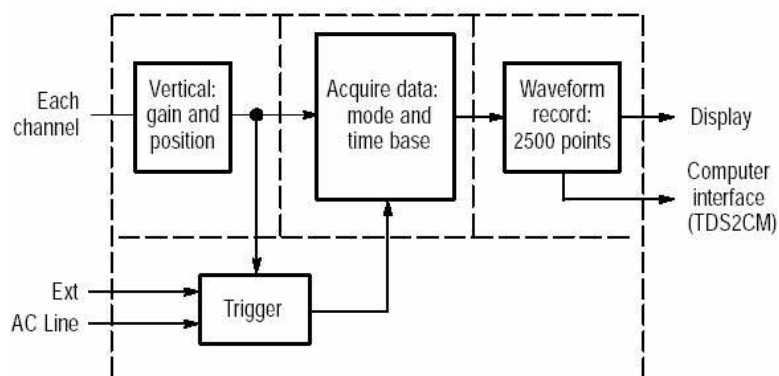 Each
channel
Vertical:
gain and
position
Acquire data:
mode and
time base
Waveform
record:
2500 points
Display
Computer
interface
(TDS2CM)
Ext
AC Line
Trigger